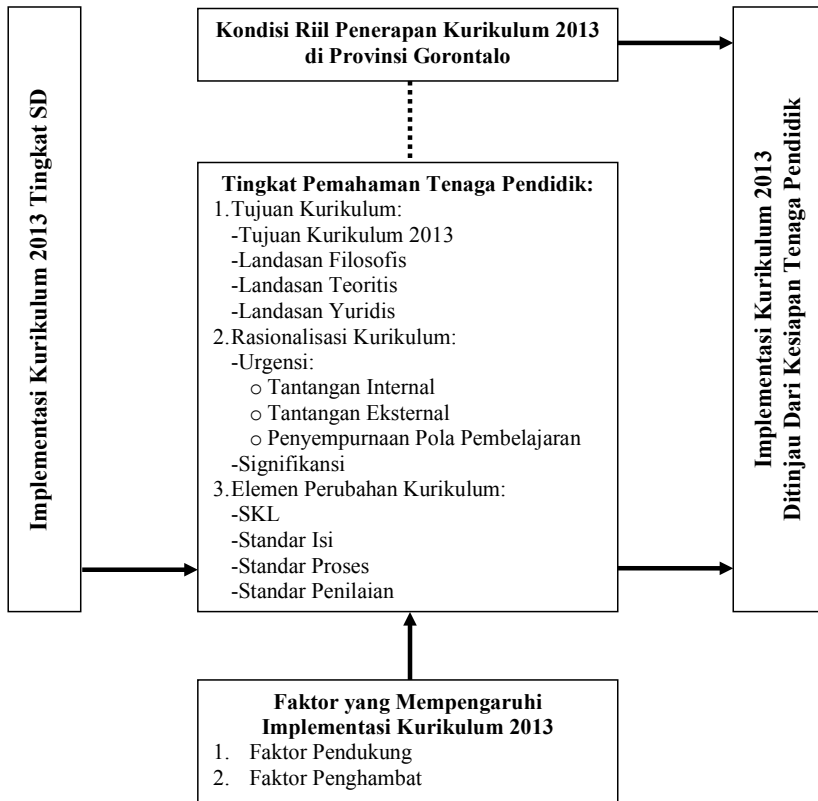 Kondisi Riil Penerapan Kurikulum 2013
di Provinsi Gorontalo
Implementasi Kurikulum 2013 Tingkat SD
Tingkat Pemahaman Tenaga Pendidik:
1.Tujuan Kurikulum:
-Tujuan Kurikulum 2013
-Landasan Filosofis
-Landasan Teoritis
-Landasan Yuridis
2.Rasionalisasi Kurikulum:
-Urgensi:
o Tantangan Internal
o Tantangan Eksternal
o Penyempurnaan Pola Pembelajaran
-Signifikansi
3.Elemen Perubahan Kurikulum:
-SKL
-Standar Isi
-Standar Proses
-Standar Penilaian
Implementasi Kurikulum 2013
Ditinjau Dari Kesiapan Tenaga Pendidik
Faktor yang Mempengaruhi
Implementasi Kurikulum 2013
1. Faktor Pendukung
2. Faktor Penghambat